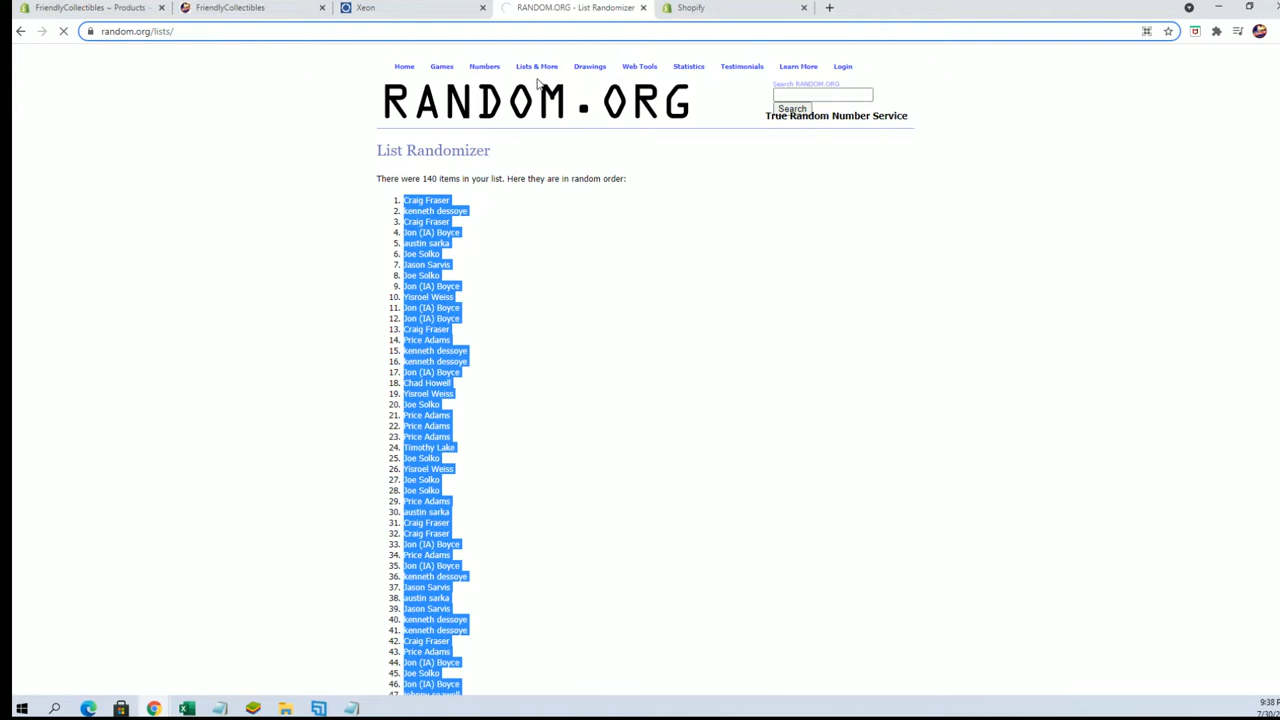 FriendlyCollectibles ~ Products
FriendlyCollectibles
Xeon
RANDOM.ORG - List Randomizer
Shopify
random.org/lists/
Home Games Numbers Lists & More Drawings Web Tools Statistics Testimonials Learn More Login
RANDOM.ORG
Search RANDOM.ORG
Search
True Random Number Service
List Randomizer
There were 140 items in your list. Here they are in random order:
1. Craig Fraser
2. kenneth dessoye
3. Craig Fraser
4. Jon (IA) Boyce
5. austin sarka
6. Joe Solko
7. Jason Sarvis
8. Joe Solko
9. Jon (IA) Boyce
10. Yisroel Weiss
11. Jon (IA) Boyce
12. Jon (IA) Boyce
13. Craig Fraser
14. Price Adams
15. kenneth dessoye
16. kenneth dessoye
17. Jon (IA) Boyce
18. Chad Howell
19. Yisroel Weiss
20. Joe Solko
21. Price Adams
22. Price Adams
23. Price Adams
24. Timothy Lake
25. Joe Solko
26. Yisroel Weiss
27. Joe Solko
28. Joe Solko
29. Price Adams
30. austin sarka
31. Craig Fraser
32. Craig Fraser
33. Jon (IA) Boyce
34. Price Adams
35. Jon (IA) Boyce
36. kenneth dessoye
37. Jason Sarvis
38. austin sarka
39. Jason Sarvis
40. kenneth dessoye
41. kenneth dessoye
42. Craig Fraser
43. Price Adams
44. Jon (IA) Boyce
45. Joe Solko
46. Jon (IA) Boyce
47.
9:38 P
7/30/2